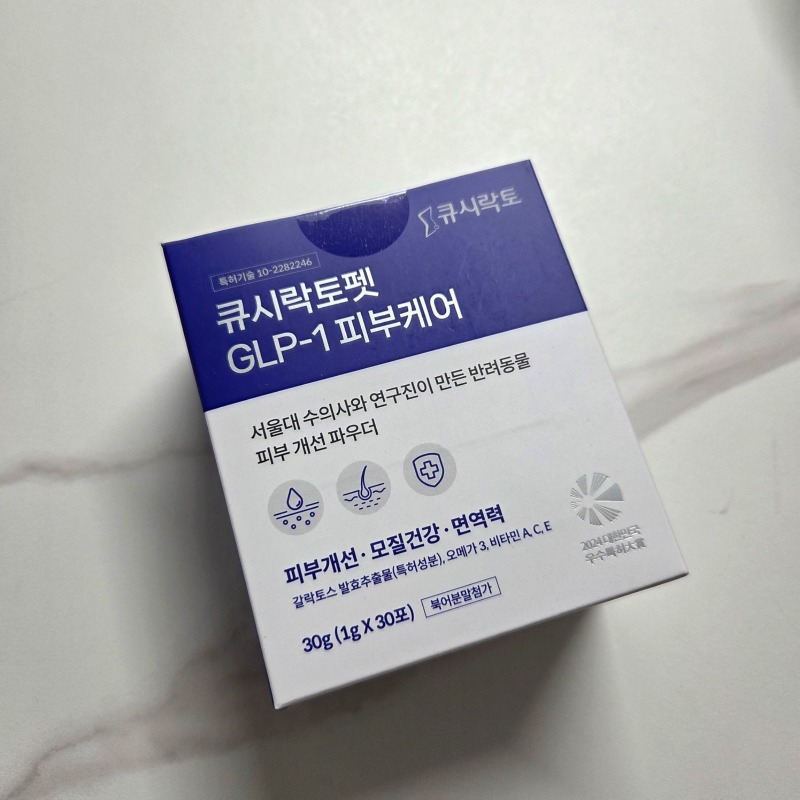 큐시락토
특허기술 10-2282246
큐시락토펫
GLP-1 피부케어
서울대 수의사와 연구진이 만든 반려동물
피부 개선 파우더
피부개선 · 모질건강 · 면역력
갈락토스 발효추출물(특허성분), 오메가 3, 비타민 A, C, E
30g (1g X 30포) 북어분말첨가
2024 대한민국
우수특허大賞